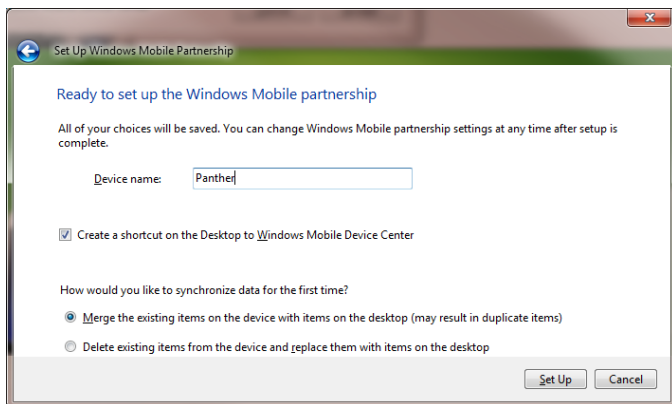 Set Up Windows Mobile Partnership
Ready to set up the Windows Mobile partnership
All of your choices will be saved. You can change Windows Mobile partnership settings at any time after setup is
complete.
Device name: Panther
Create a shortcut on the Desktop to Windows Mobile Device Center
How would you like to synchronize data for the first time?
Merge the existing items on the device with items on the desktop (may result in duplicate items)
Delete existing items from the device and replace them with items on the desktop
Set Up Cancel